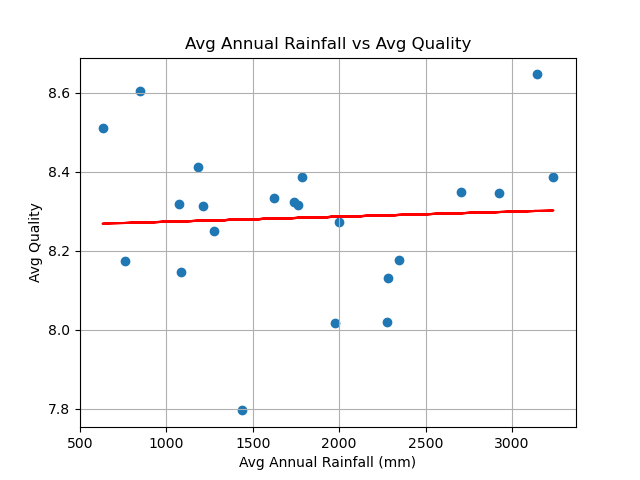 Avg Annual Rainfall vs Avg Quality
8.6
8.4
8.2
8.0
7.8
Avg Quality
500 1000 1500 2000 2500 3000
Avg Annual Rainfall (mm)